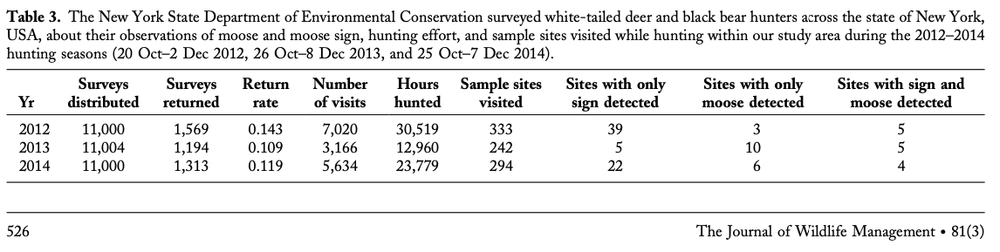 Table 3. The New York State Department of Environmental Conservation surveyed white-tailed deer and black bear hunters across the state of New York,
USA, about their observations of moose and moose sign, hunting effort, and sample sites visited while hunting within our study area during the 2012–2014
hunting seasons (20 Oct–2 Dec 2012, 26 Oct–8 Dec 2013, and 25 Oct–7 Dec 2014).
Surveys Surveys Return Number Hours Sample sites Sites with only Sites with only Sites with sign and
Yr distributed returned rate of visits hunted visited sign detected moose detected moose detected
2012 11,000 1,569 0.143 7,020 30,519 333 39 3 5
2013 11,004 1,194 0.109 3,166 12,960 242 5 10 5
2014 11,000 1,313 0.119 5,634 23,779 294 22 6 4
526 The Journal of Wildlife Management • 81(3)